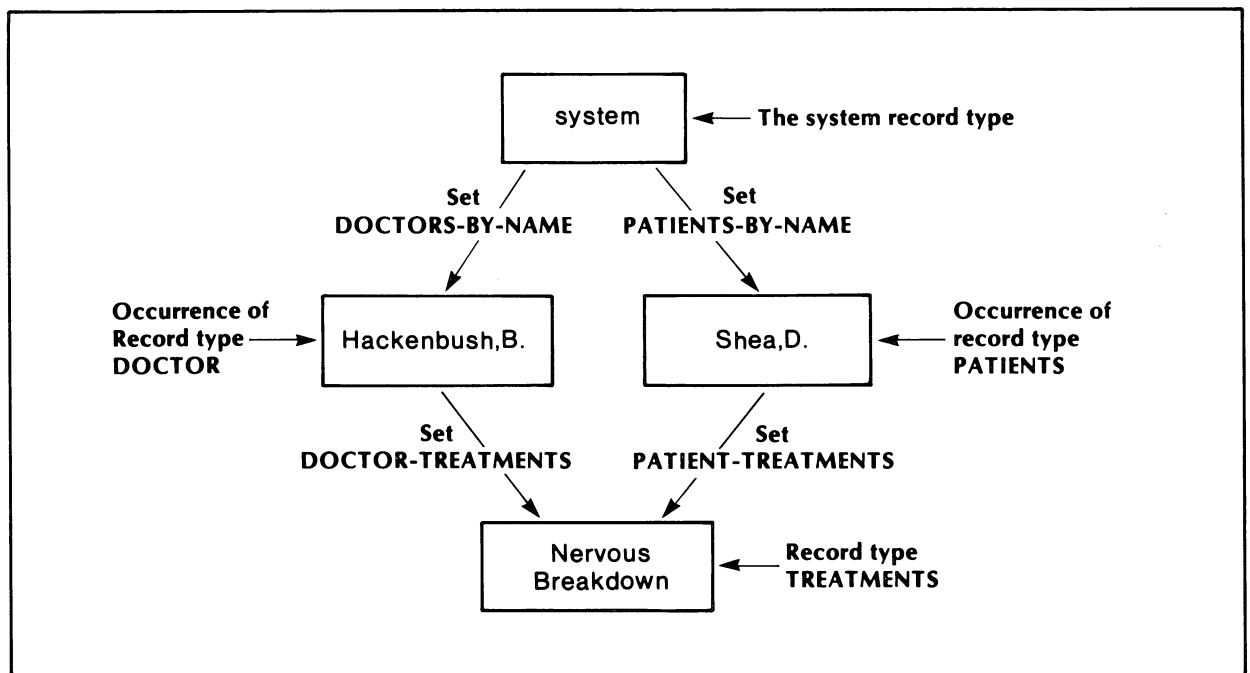 system
The system record type
Set
DOCTORS-BY-NAME
Set
PATIENTS-BY-NAME
Occurrence of
Record type
DOCTOR
Hackenbush,B.
Shea,D.
Occurrence of
record type
PATIENTS
Set
DOCTOR-TREATMENTS
Set
PATIENT-TREATMENTS
Nervous
Breakdown
Record type
TREATMENTS